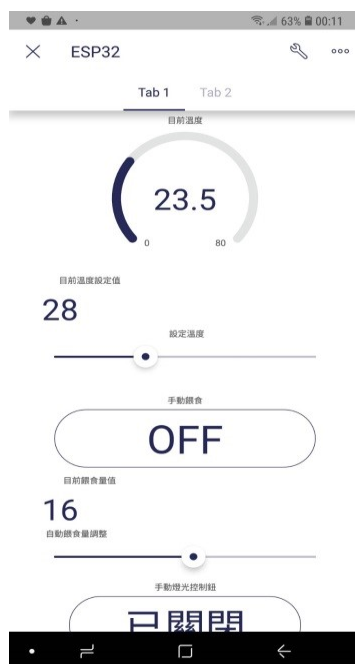 63% 00:11
ESP32
Tab 1 Tab 2
目前溫度
23.5
0 80
目前溫度設定值
28
設定溫度
手動餵食
OFF
目前餵食量值
16
自動餵食量調整
手動燈光控制鈕
已關閉